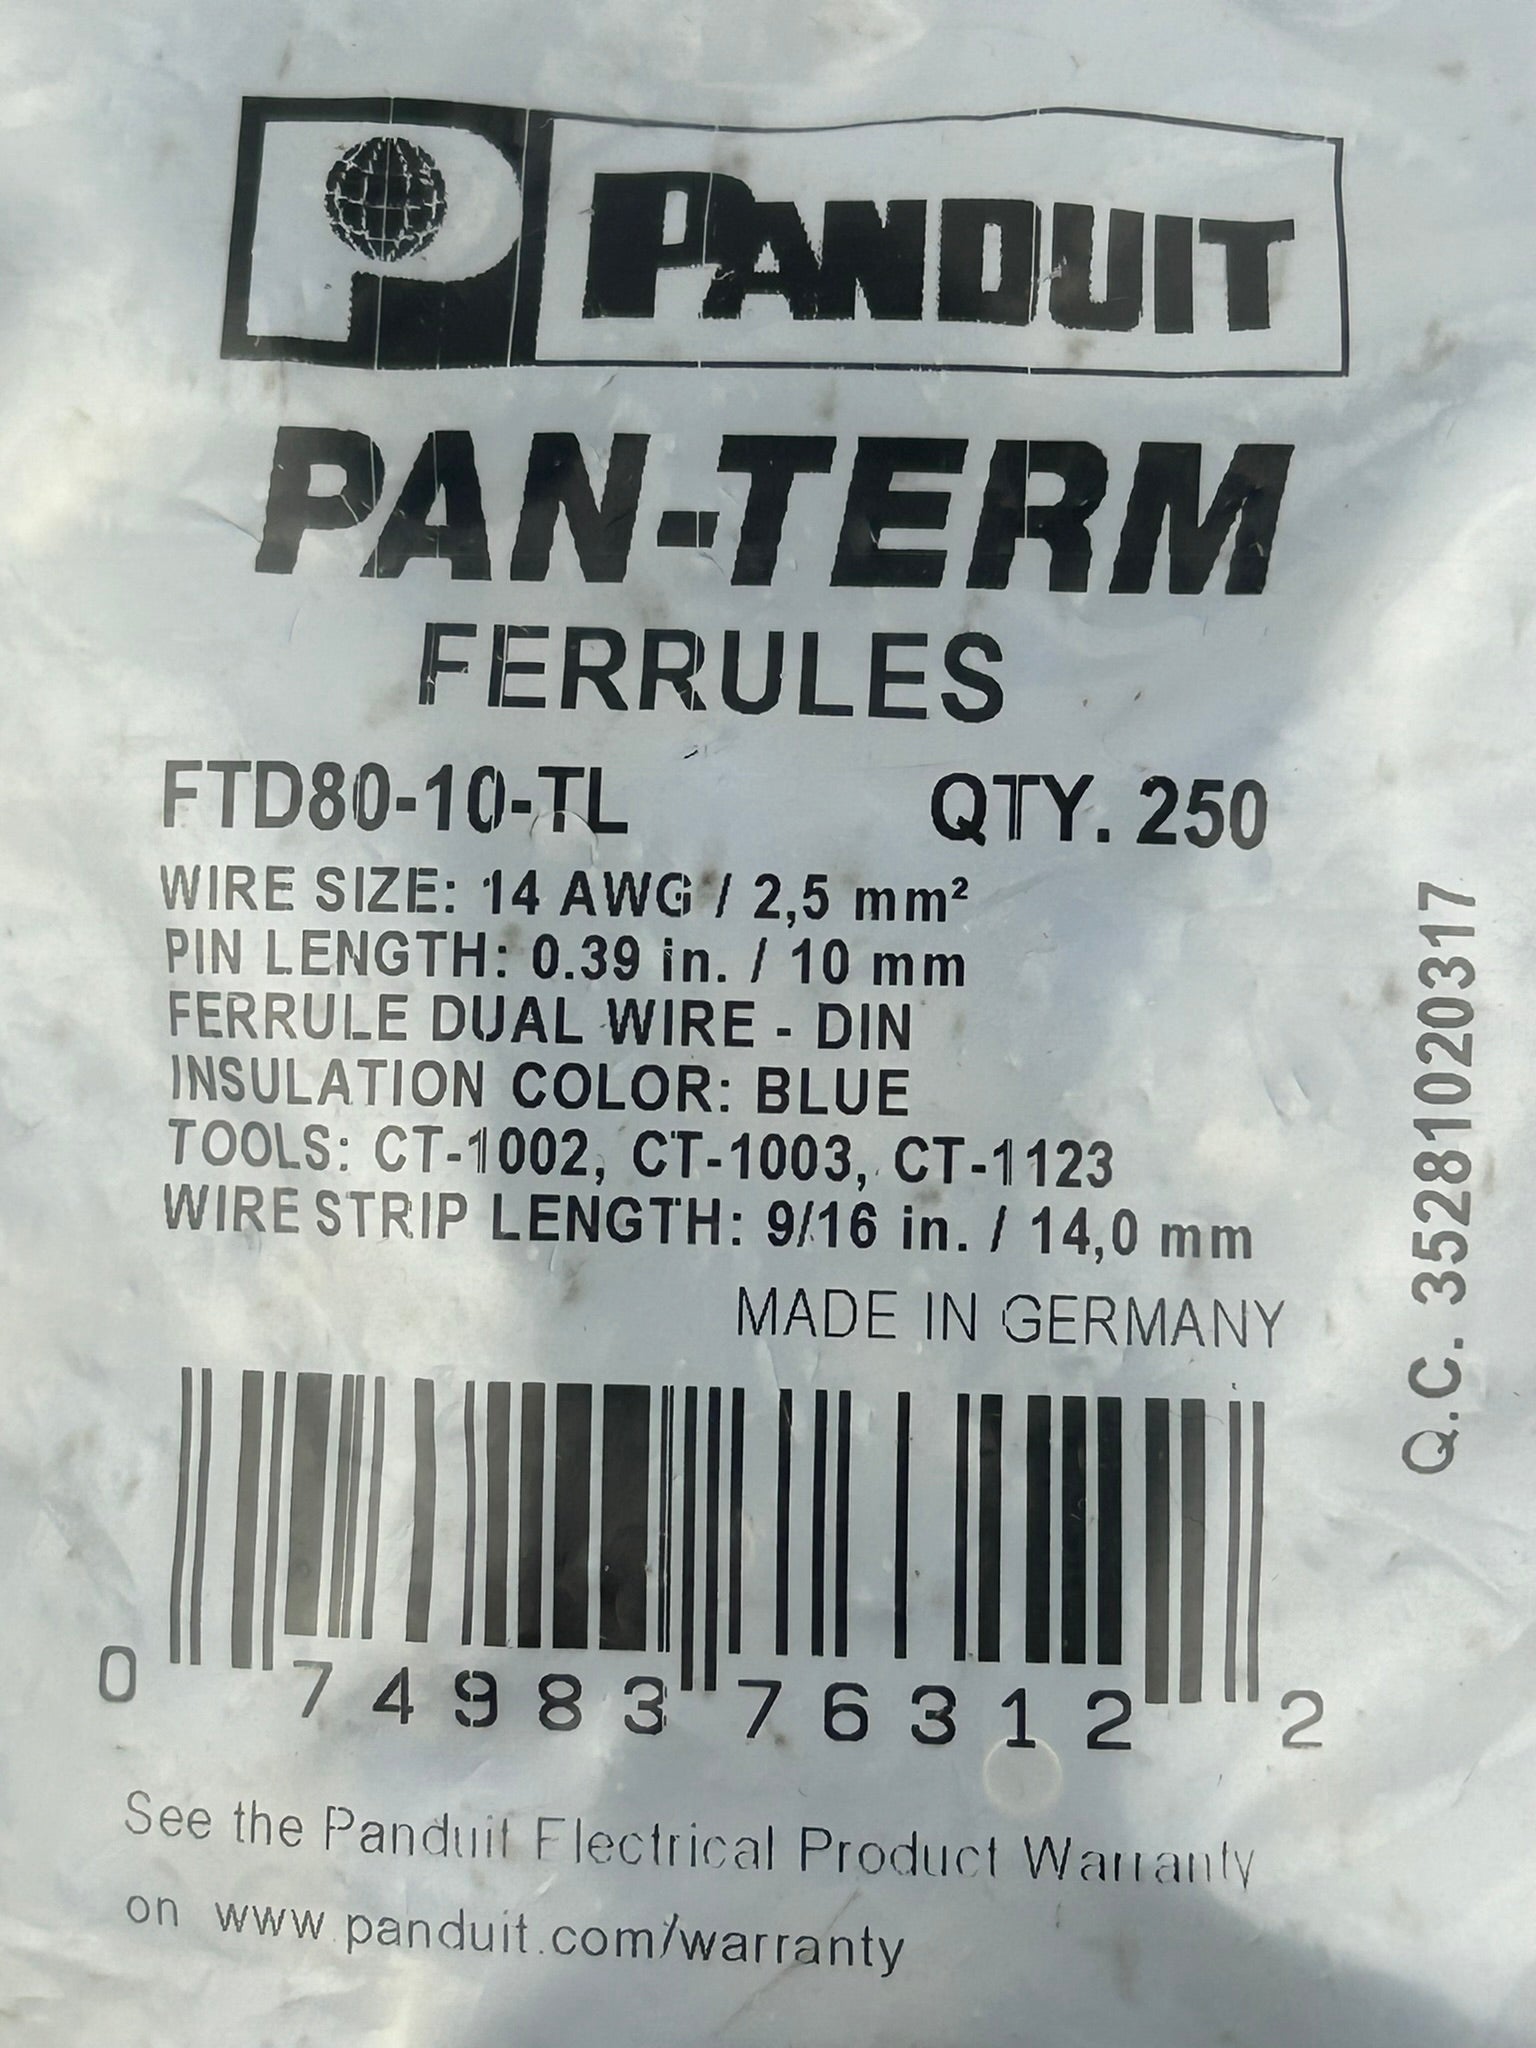 PANDUIT
PAN-TERM
FERRULES
FTD80-10-TL QTY. 250
WIRE SIZE: 14 AWG / 2,5 mm²
PIN LENGTH: 0.39 in. / 10 mm
FERRULE DUAL WIRE - DIN
INSULATION COLOR: BLUE
TOOLS: CT-1002, CT-1003, CT-1123
WIRE STRIP LENGTH: 9/16 in. / 14,0 mm
MADE IN GERMANY
Q.C. 3528102031​7
0 74983 76312 2
See the Panduit Electrical Product Warranty
on www.panduit.com/warranty